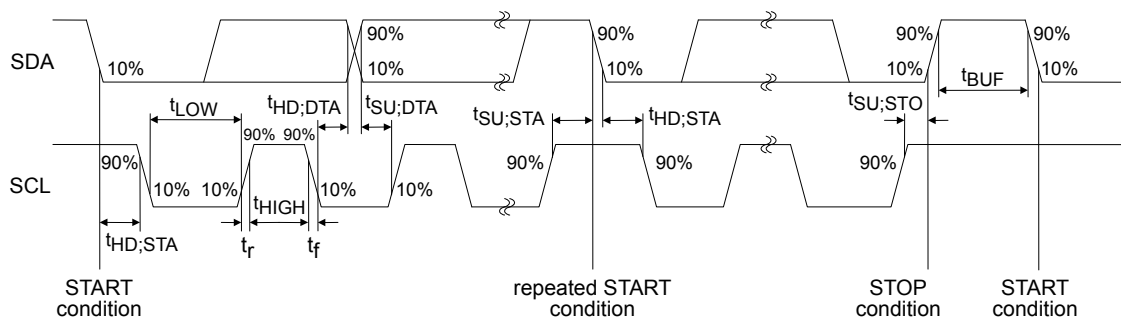 SDA
10%
90%
10%
90%
10%
90%
10%
90%
10%
tLOW
tHD;DTA
tSU;DTA
tSU;STA
tHD;STA
tSU;STO
tBUF
SCL
90%
10%
10%
90%
90%
10%
10%
90%
90%
90%
tHIGH
tHD;STA
tr
tf
START
condition
repeated START
condition
STOP
condition
START
condition